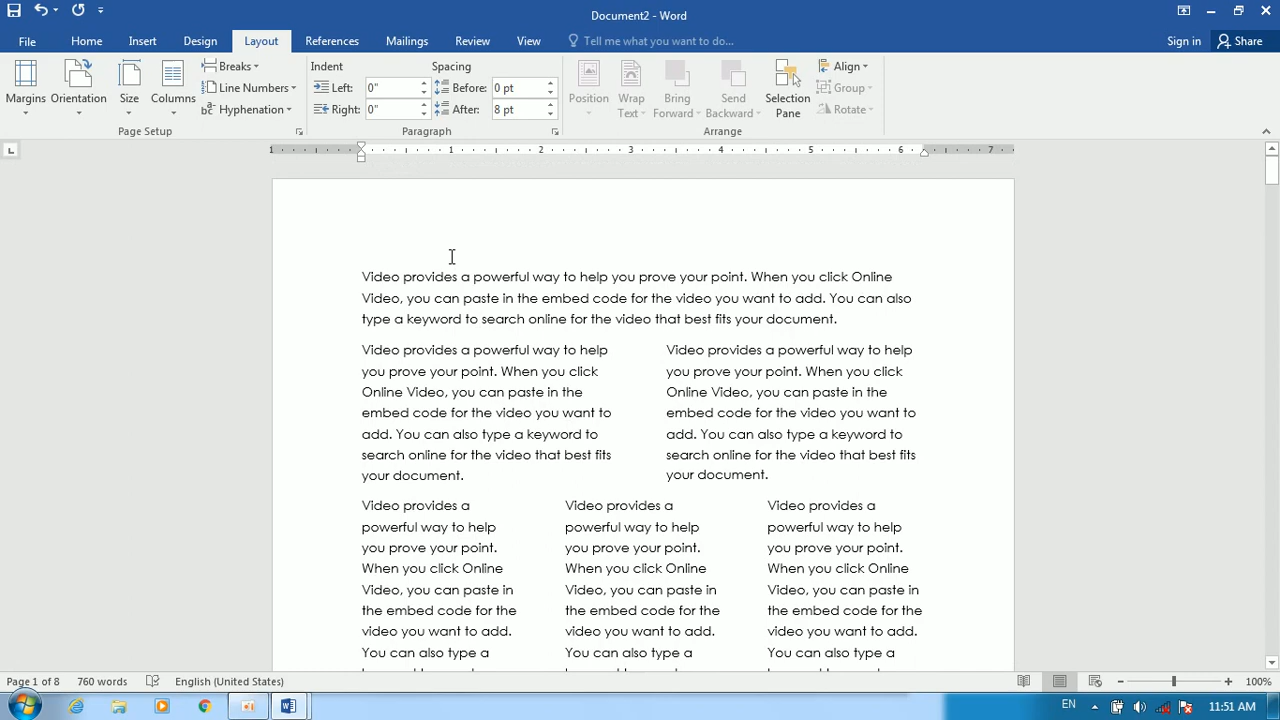 Document2 - Word
File Home Insert Design Layout References Mailings Review View Tell me what you want to do... Sign in Share
Margins Orientation Size Columns
Breaks
Line Numbers
Hyphenation
Page Setup
Indent Spacing
Left: 0" Before: 0 pt
Right: 0" After: 8 pt
Paragraph
Position Wrap Text Bring Forward Send Backward Selection Pane
Align
Group
Rotate
Arrange
1 1 2 3 4 5 6 7
Video provides a powerful way to help you prove your point. When you click Online
Video, you can paste in the embed code for the video you want to add. You can also
type a keyword to search online for the video that best fits your document.
Video provides a powerful way to help
you prove your point. When you click
Online Video, you can paste in the
embed code for the video you want to
add. You can also type a keyword to
search online for the video that best fits
your document.
Video provides a powerful way to help
you prove your point. When you click
Online Video, you can paste in the
embed code for the video you want to
add. You can also type a keyword to
search online for the video that best fits
your document.
Video provides a
powerful way to help
you prove your point.
When you click Online
Video, you can paste in
the embed code for the
video you want to add.
You can also type a
Video provides a
powerful way to help
you prove your point.
When you click Online
Video, you can paste in
the embed code for the
video you want to add.
You can also type a
Video provides a
powerful way to help
you prove your point.
When you click Online
Video, you can paste in
the embed code for the
video you want to add.
You can also type a
Page 1 of 8 760 words English (United States) 100%
EN 11:51 AM